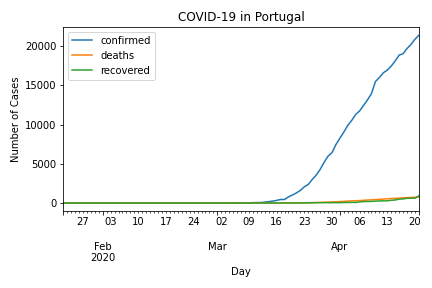 COVID-19 in Portugal
confirmed
deaths
recovered
Number of Cases
20000
15000
10000
5000
0
27 03 10 17 24 02 09 16 23 30 06 13 20
Feb Mar Apr
2020
Day